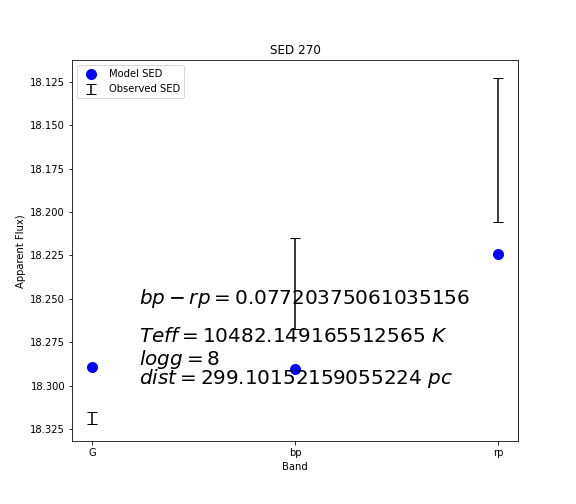 SED 270
Model SED
Observed SED
18.125
18.150
18.175
18.200
18.225
18.250
18.275
18.300
18.325
Apparent Flux)
bp − rp = 0.07720375061035156
Teff = 10482.149165512565 K
logg = 8
dist = 299.10152159055224 pc
G
bp
rp
Band